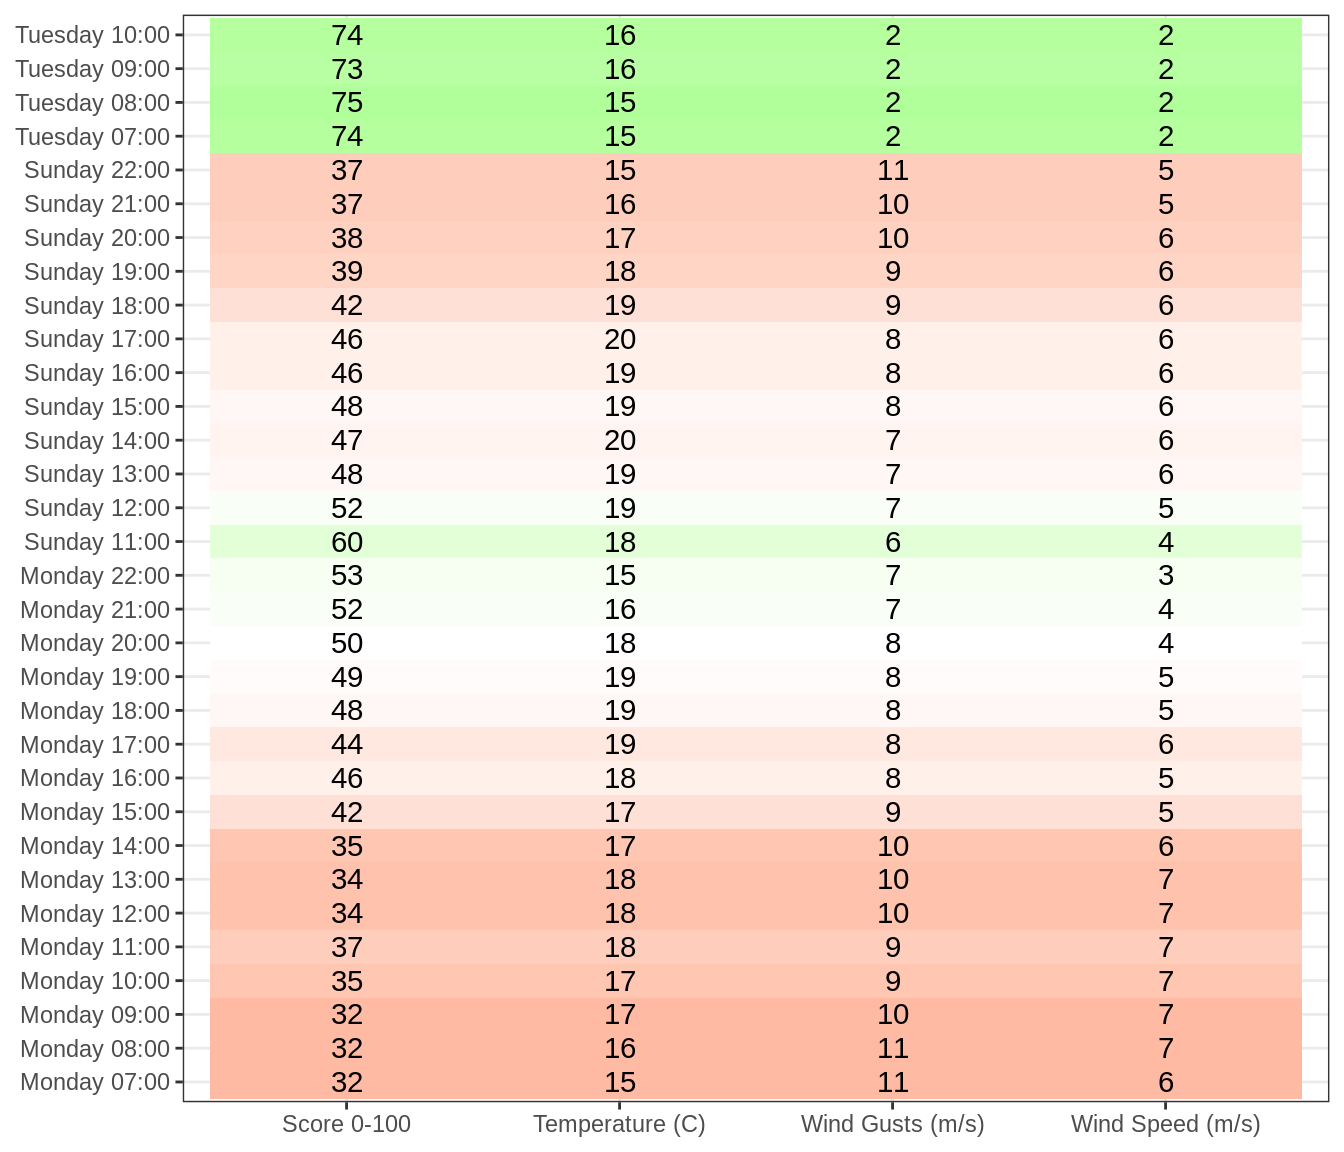 Tuesday 10:00 74 16 2 2
Tuesday 09:00 73 16 2 2
Tuesday 08:00 75 15 2 2
Tuesday 07:00 74 15 2 2
Sunday 22:00 37 15 11 5
Sunday 21:00 37 16 10 5
Sunday 20:00 38 17 10 6
Sunday 19:00 39 18 9 6
Sunday 18:00 42 19 9 6
Sunday 17:00 46 20 8 6
Sunday 16:00 46 19 8 6
Sunday 15:00 48 19 8 6
Sunday 14:00 47 20 7 6
Sunday 13:00 48 19 7 6
Sunday 12:00 52 19 7 5
Sunday 11:00 60 18 6 4
Monday 22:00 53 15 7 3
Monday 21:00 52 16 7 4
Monday 20:00 50 18 8 4
Monday 19:00 49 19 8 5
Monday 18:00 48 19 8 5
Monday 17:00 44 19 8 6
Monday 16:00 46 18 8 5
Monday 15:00 42 17 9 5
Monday 14:00 35 17 10 6
Monday 13:00 34 18 10 7
Monday 12:00 34 18 10 7
Monday 11:00 37 18 9 7
Monday 10:00 35 17 9 7
Monday 09:00 32 17 10 7
Monday 08:00 32 16 11 7
Monday 07:00 32 15 11 6
Score 0-100 Temperature (C) Wind Gusts (m/s) Wind Speed (m/s)